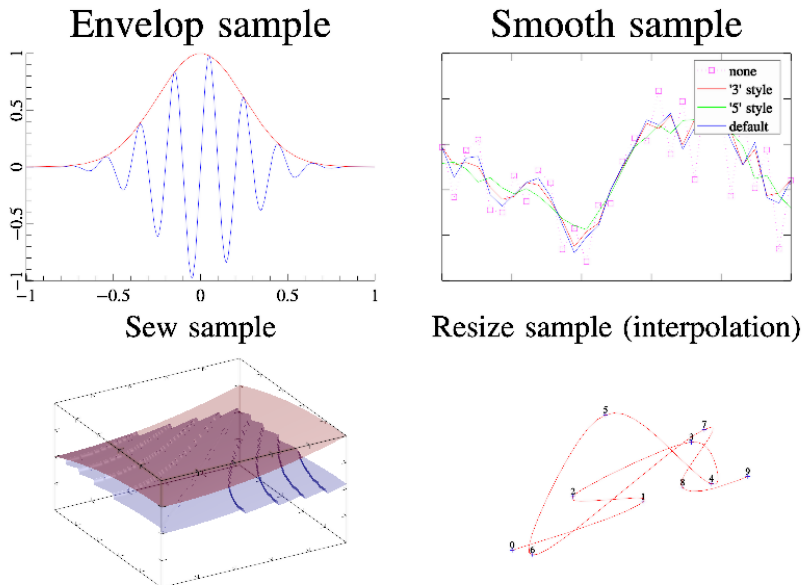 Envelop sample
1
0.5
0
−0.5
−1
−1
−0.5
0
0.5
1
Smooth sample
none
'3' style
'5' style
default
Sew sample
Resize sample (interpolation)
5
7
3
9
2
1
8
4
0
6